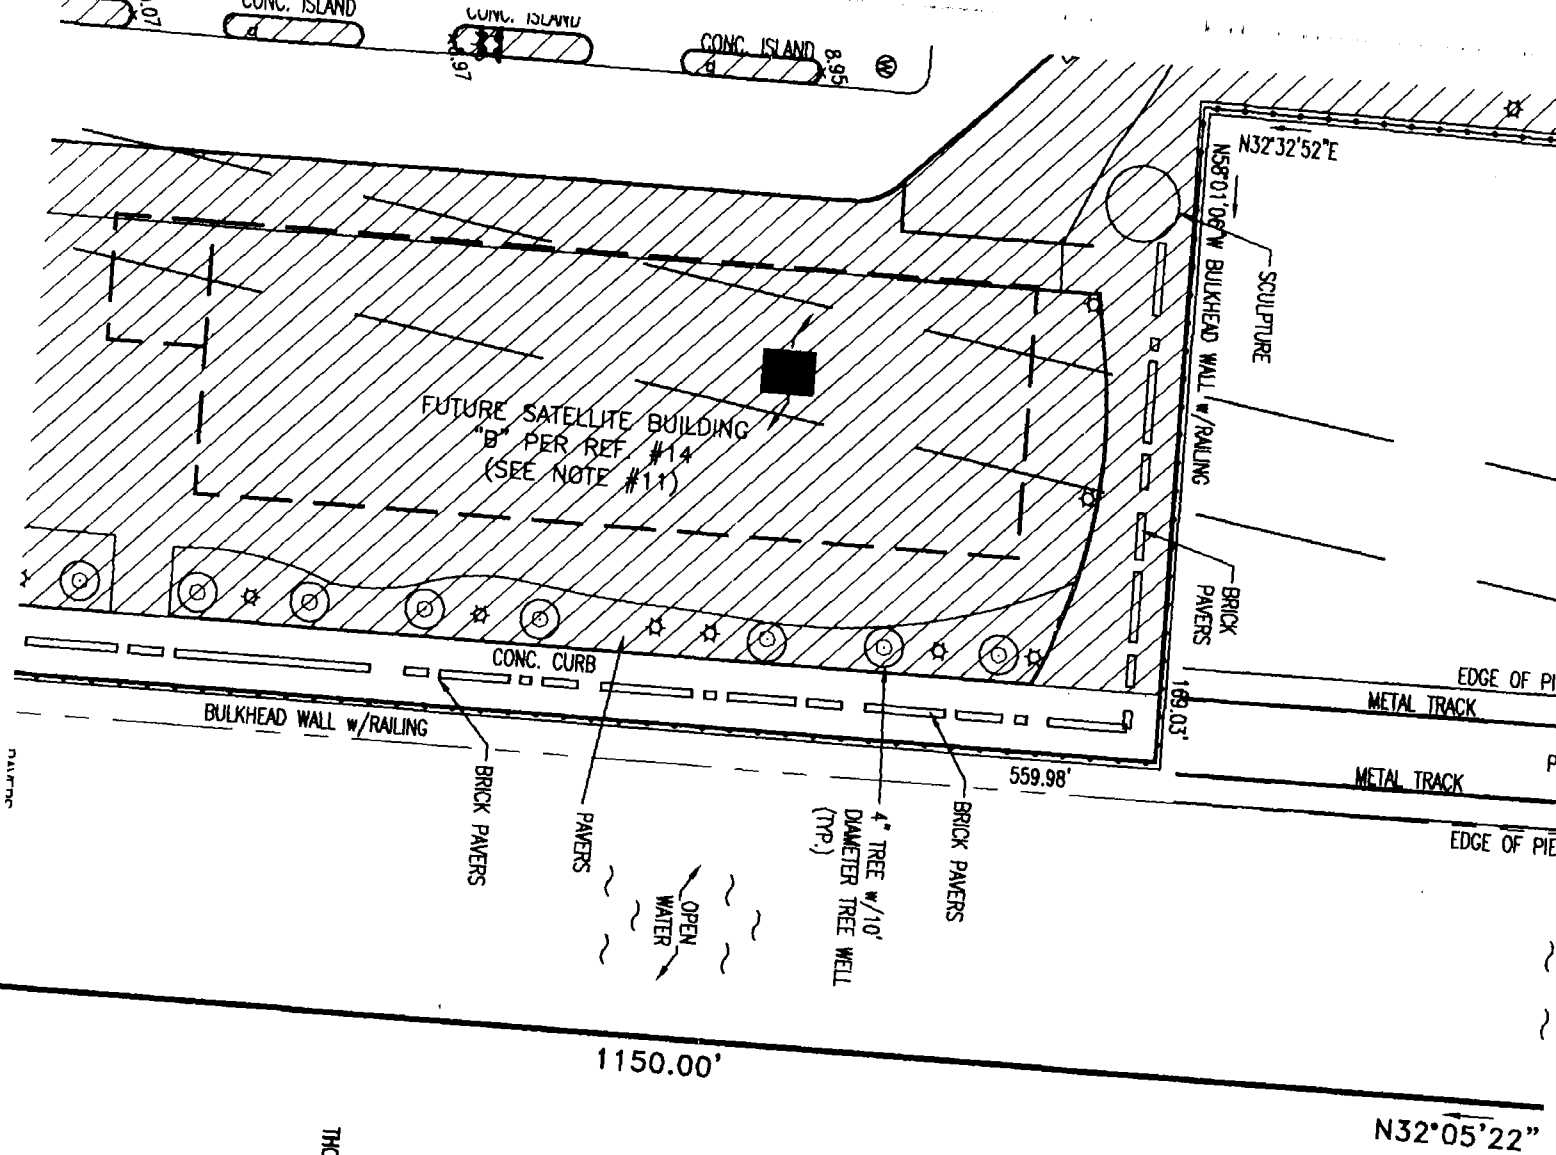 CONC. ISLAND
CONC. ISLAND
CONC. ISLAND
8.97
8.95
W
N32°32'52"E
N58°01'06"W BULKHEAD WALL w/RAILING
SCULPTURE
FUTURE SATELLITE BUILDING
"B" PER REF. #14
(SEE NOTE #11)
BRICK
PAVERS
CONC. CURB
BULKHEAD WALL w/RAILING
169.03'
559.98'
EDGE OF PI
METAL TRACK
METAL TRACK
EDGE OF PIE
BRICK PAVERS
PAVERS
4" TREE w/10'
DIAMETER TREE WELL
(TYP.)
BRICK PAVERS
OPEN
WATER
1150.00'
N32°05'22"
THO